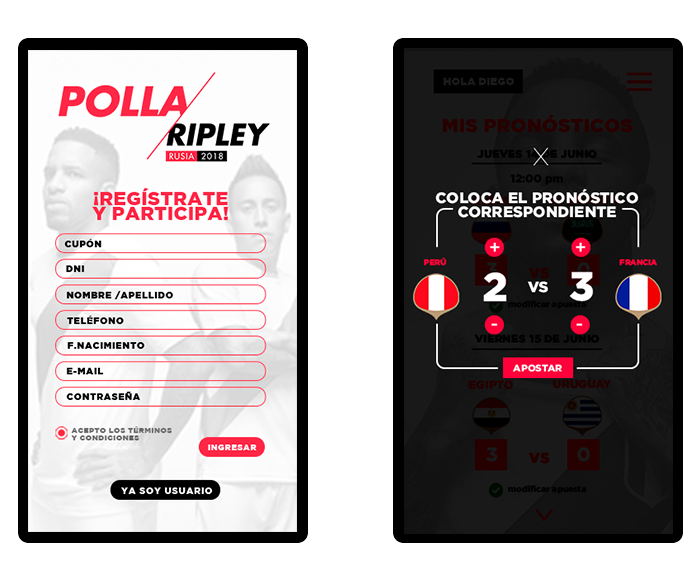 POLLA
RIPLEY
RUSIA 2018
¡REGÍSTRATE
Y PARTICIPA!
CUPÓN
DNI
NOMBRE /APELLIDO
TELÉFONO
F.NACIMIENTO
E-MAIL
CONTRASEÑA
ACEPTO LOS TÉRMINOS
Y CONDICIONES
INGRESAR
YA SOY USUARIO
HOLA DIEGO
MIS PRONÓSTICOS
JUEVES 14 DE JUNIO
12:00 pm
COLOCA EL PRONÓSTICO
CORRESPONDIENTE
+ +
PERÚ FRANCIA
2 VS 3
- -
modificar apuesta
VIERNES 15 DE JUNIO
APOSTAR
EGIPTO URUGUAY
3 VS 0
modificar apuesta